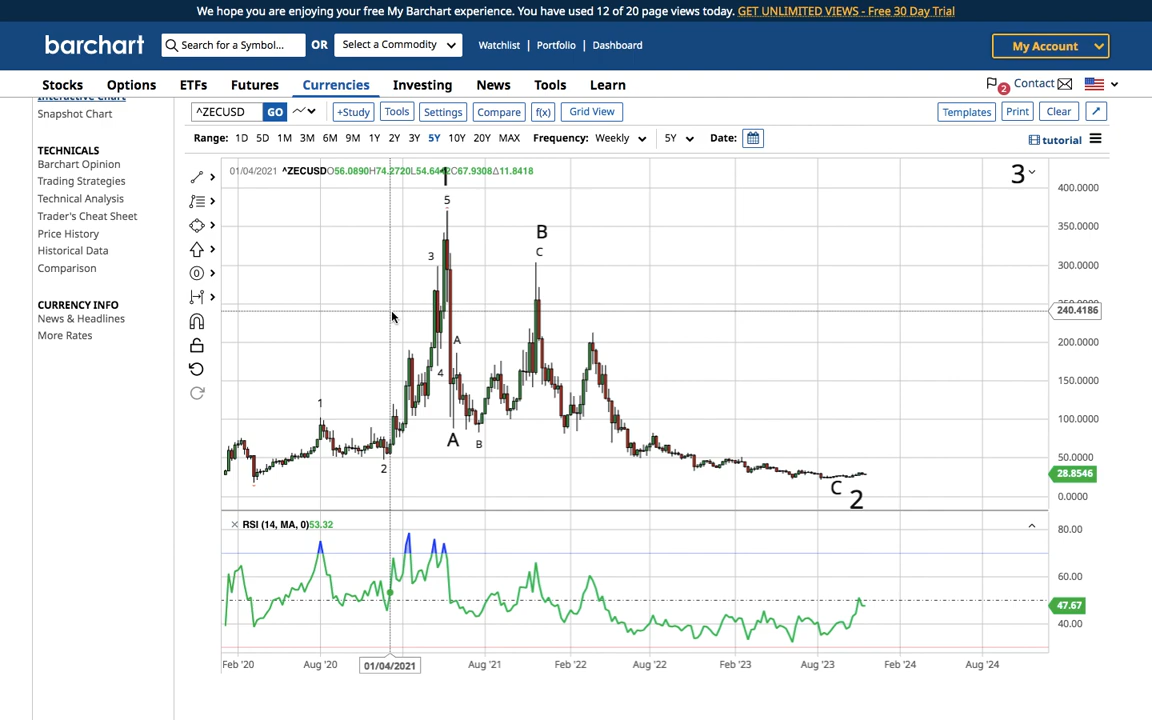 We hope you are enjoying your free My Barchart experience. You have used 12 of 20 page views today. GET UNLIMITED VIEWS - Free 30 Day Trial
barchart Search for a Symbol... OR Select a Commodity Watchlist | Portfolio | Dashboard My Account
Stocks Options ETFs Futures Currencies Investing News Tools Learn 2 Contact
Interactive Chart
Snapshot Chart
TECHNICALS
Barchart Opinion
Trading Strategies
Technical Analysis
Trader's Cheat Sheet
Price History
Historical Data
Comparison
CURRENCY INFO
News & Headlines
More Rates
^ZECUSD GO +Study Tools Settings Compare f(x) Grid View Templates Print Clear
Range: 1D 5D 1M 3M 6M 9M 1Y 2Y 3Y 5Y 10Y 20Y MAX Frequency: Weekly 5Y Date: tutorial
01/04/2021 ^ZECUSD O56.0890 H74.2720 L54.6442 C67.9308 Δ11.8418
1
3
5
B
C
3
1
A
4
A
B
2
C
2
400.0000
350.0000
300.0000
250.0000
240.4186
200.0000
150.0000
100.0000
50.0000
28.8546
0.0000
RSI (14, MA, 0) 53.32
80.00
60.00
47.67
40.00
Feb '20 Aug '20 01/04/2021 Aug '21 Feb '22 Aug '22 Feb '23 Aug '23 Feb '24 Aug '24